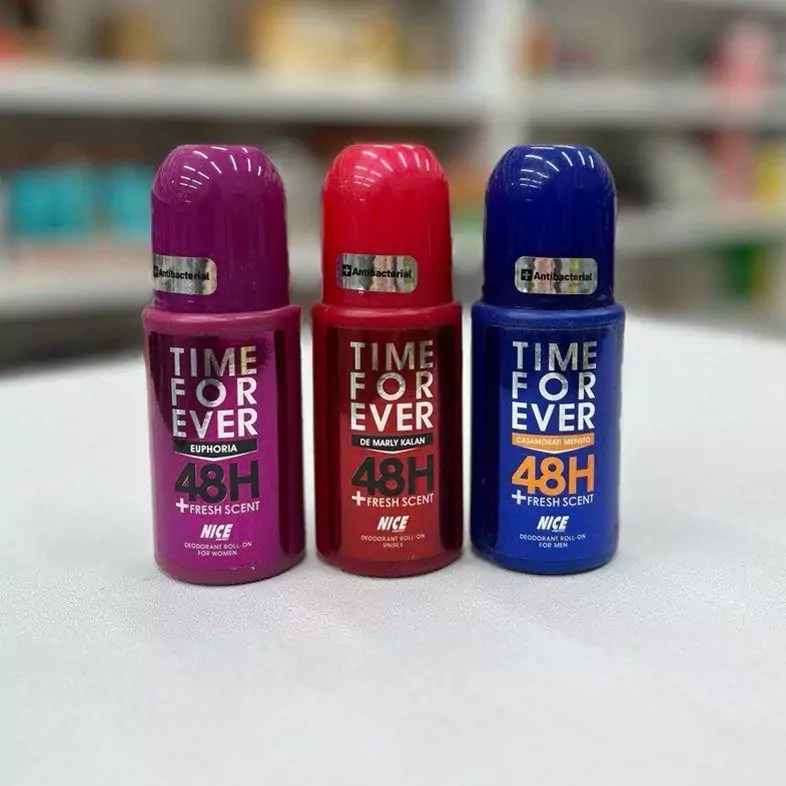 Antibacterial
TIME
FOR
EVER
EUPHORIA
48H
+FRESH SCENT
NICE
DEODORANT ROLL-ON
FOR WOMEN
Antibacterial
TIME
FOR
EVER
DE MARLY KALAN
48H
+FRESH SCENT
NICE
DEODORANT ROLL-ON
UNISEX
Antibacterial
TIME
FOR
EVER
CASAMORATI MEFISTO
48H
+FRESH SCENT
NICE
DEODORANT ROLL-ON
FOR MEN